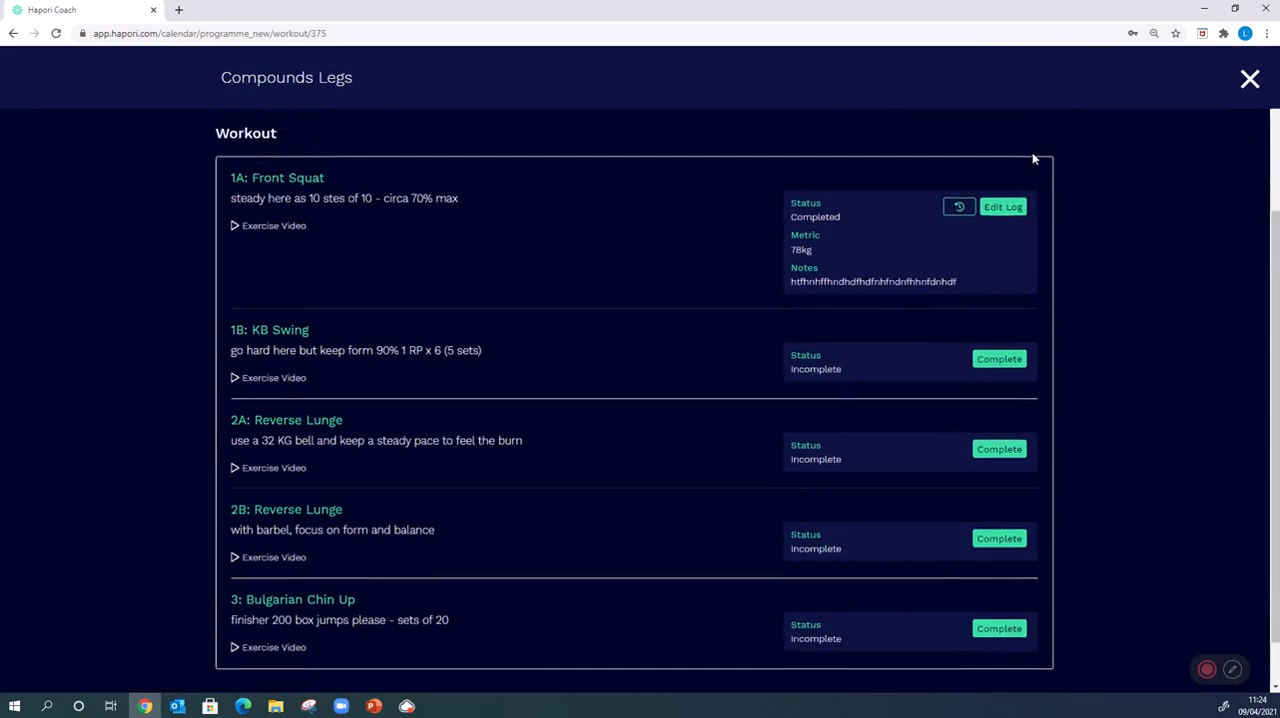 Hapori Coach
app.hapori.com/calendar/programme_new/workout/375
L
Compounds Legs
Workout
1A: Front Squat
steady here as 10 stes of 10 - circa 70% max
Exercise Video
Status
Completed
Edit Log
Metric
78kg
Notes
htfhnhffhndhdfhdfnhfndnfhhnfdnhdf
1B: KB Swing
go hard here but keep form 90% 1 RP x 6 (5 sets)
Exercise Video
Status
Incomplete
Complete
2A: Reverse Lunge
use a 32 KG bell and keep a steady pace to feel the burn
Exercise Video
Status
Incomplete
Complete
2B: Reverse Lunge
with barbel, focus on form and balance
Exercise Video
Status
Incomplete
Complete
3: Bulgarian Chin Up
finisher 200 box jumps please - sets of 20
Exercise Video
Status
Incomplete
Complete
11:24
09/04/2021